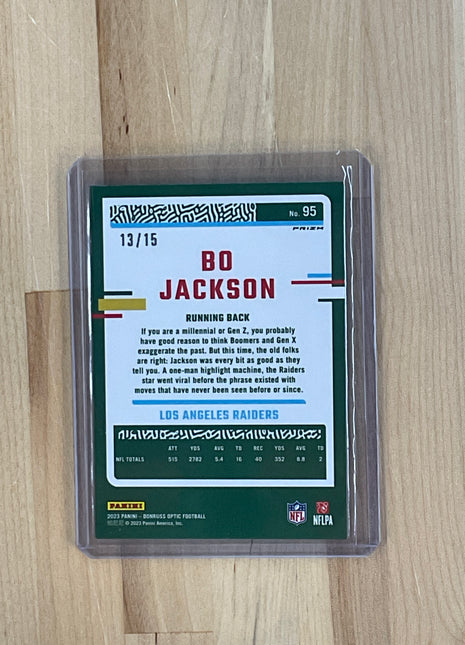 No. 95
PRIZM
13/15
BO
JACKSON
RUNNING BACK
If you are a millennial or Gen Z, you probably
have good reason to think Boomers and Gen X
exaggerate the past. But this time, the old folks
are right: Jackson was every bit as good as they
tell you. A one-man highlight machine, the Raiders
star went viral before the phrase existed with
moves that have never been seen before or since.
LOS ANGELES RAIDERS
ATT YDS AVG TD REC YDS AVG TD
NFL TOTALS 515 2782 5.4 16 40 352 8.8 2
PANINI
2023 PANINI - DONRUSS OPTIC FOOTBALL
© 2023 Panini America, Inc.
NFL
NFLPA